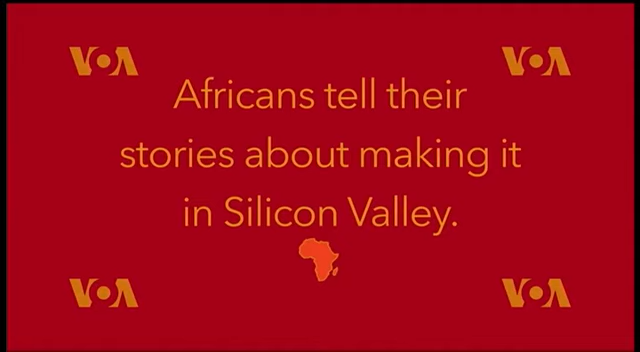 VOA VOA
Africans tell their
stories about making it
in Silicon Valley.
VOA VOA